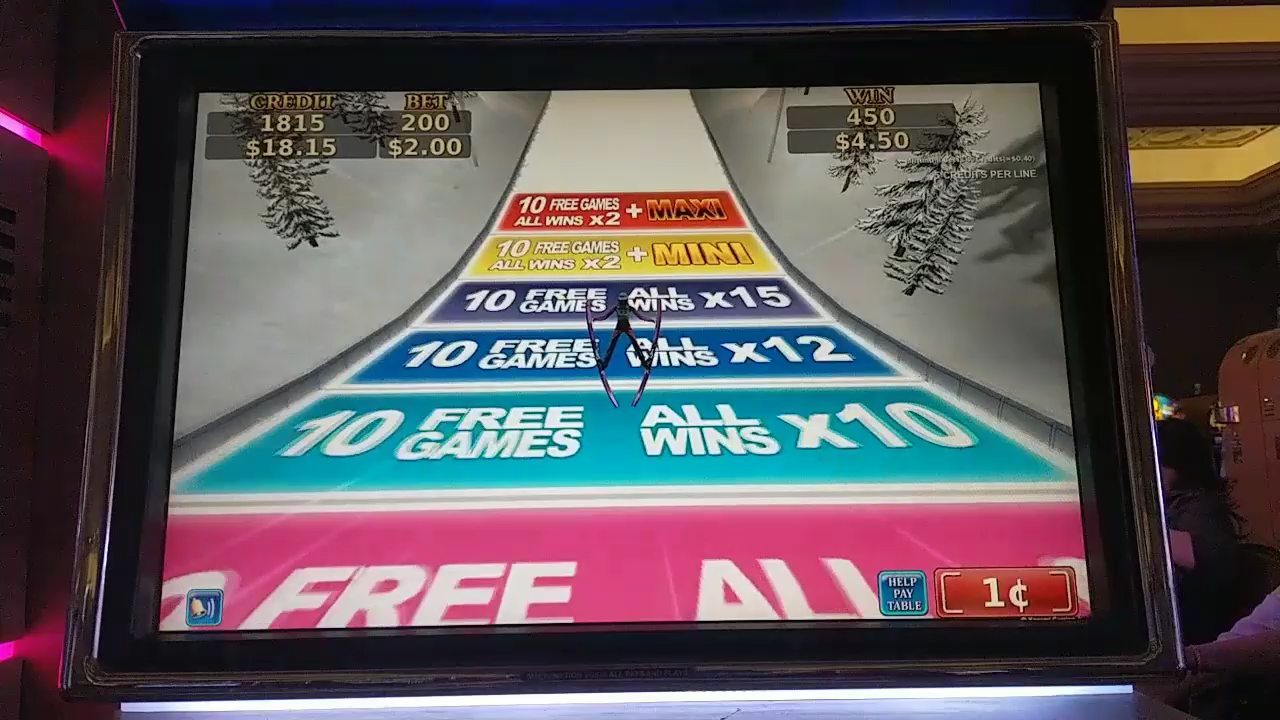 CREDIT BET WIN
1815 200 450
$18.15 $2.00 $4.50
5 CREDITS PER LINE
10 FREE GAMES ALL WINS x2 + MAXI
10 FREE GAMES ALL WINS x2 + MINI
10 FREE GAMES ALL WINS x15
10 FREE GAMES ALL WINS x12
10 FREE GAMES ALL WINS x10
FREE ALL
HELP PAY TABLE
1¢